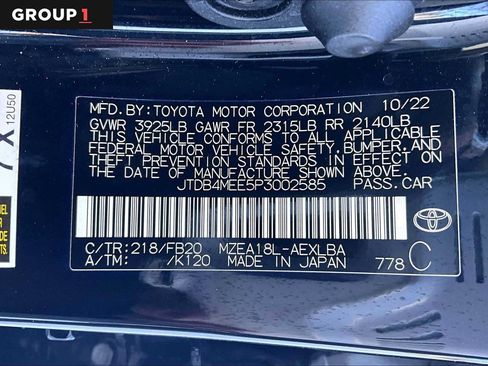 GROUP 1
MFD.BY:TOYOTA MOTOR CORPORATION 10/22
GVWR 3925LB GAWR FR 2315LB RR 2140LB
THIS VEHICLE CONFORMS TO ALL APPLICABLE
FEDERAL MOTOR VEHICLE SAFETY,BUMPER,AND
THEFT PREVENTION STANDARDS IN EFFECT ON
THE DATE OF MANUFACTURE SHOWN ABOVE.
JTDB4MEE5P3002585 PASS.CAR
C/TR:218/FB20 MZEA18L-AEXLBA
A/TM: /K120 MADE IN JAPAN 778 C
TOYOTA
X
12U50